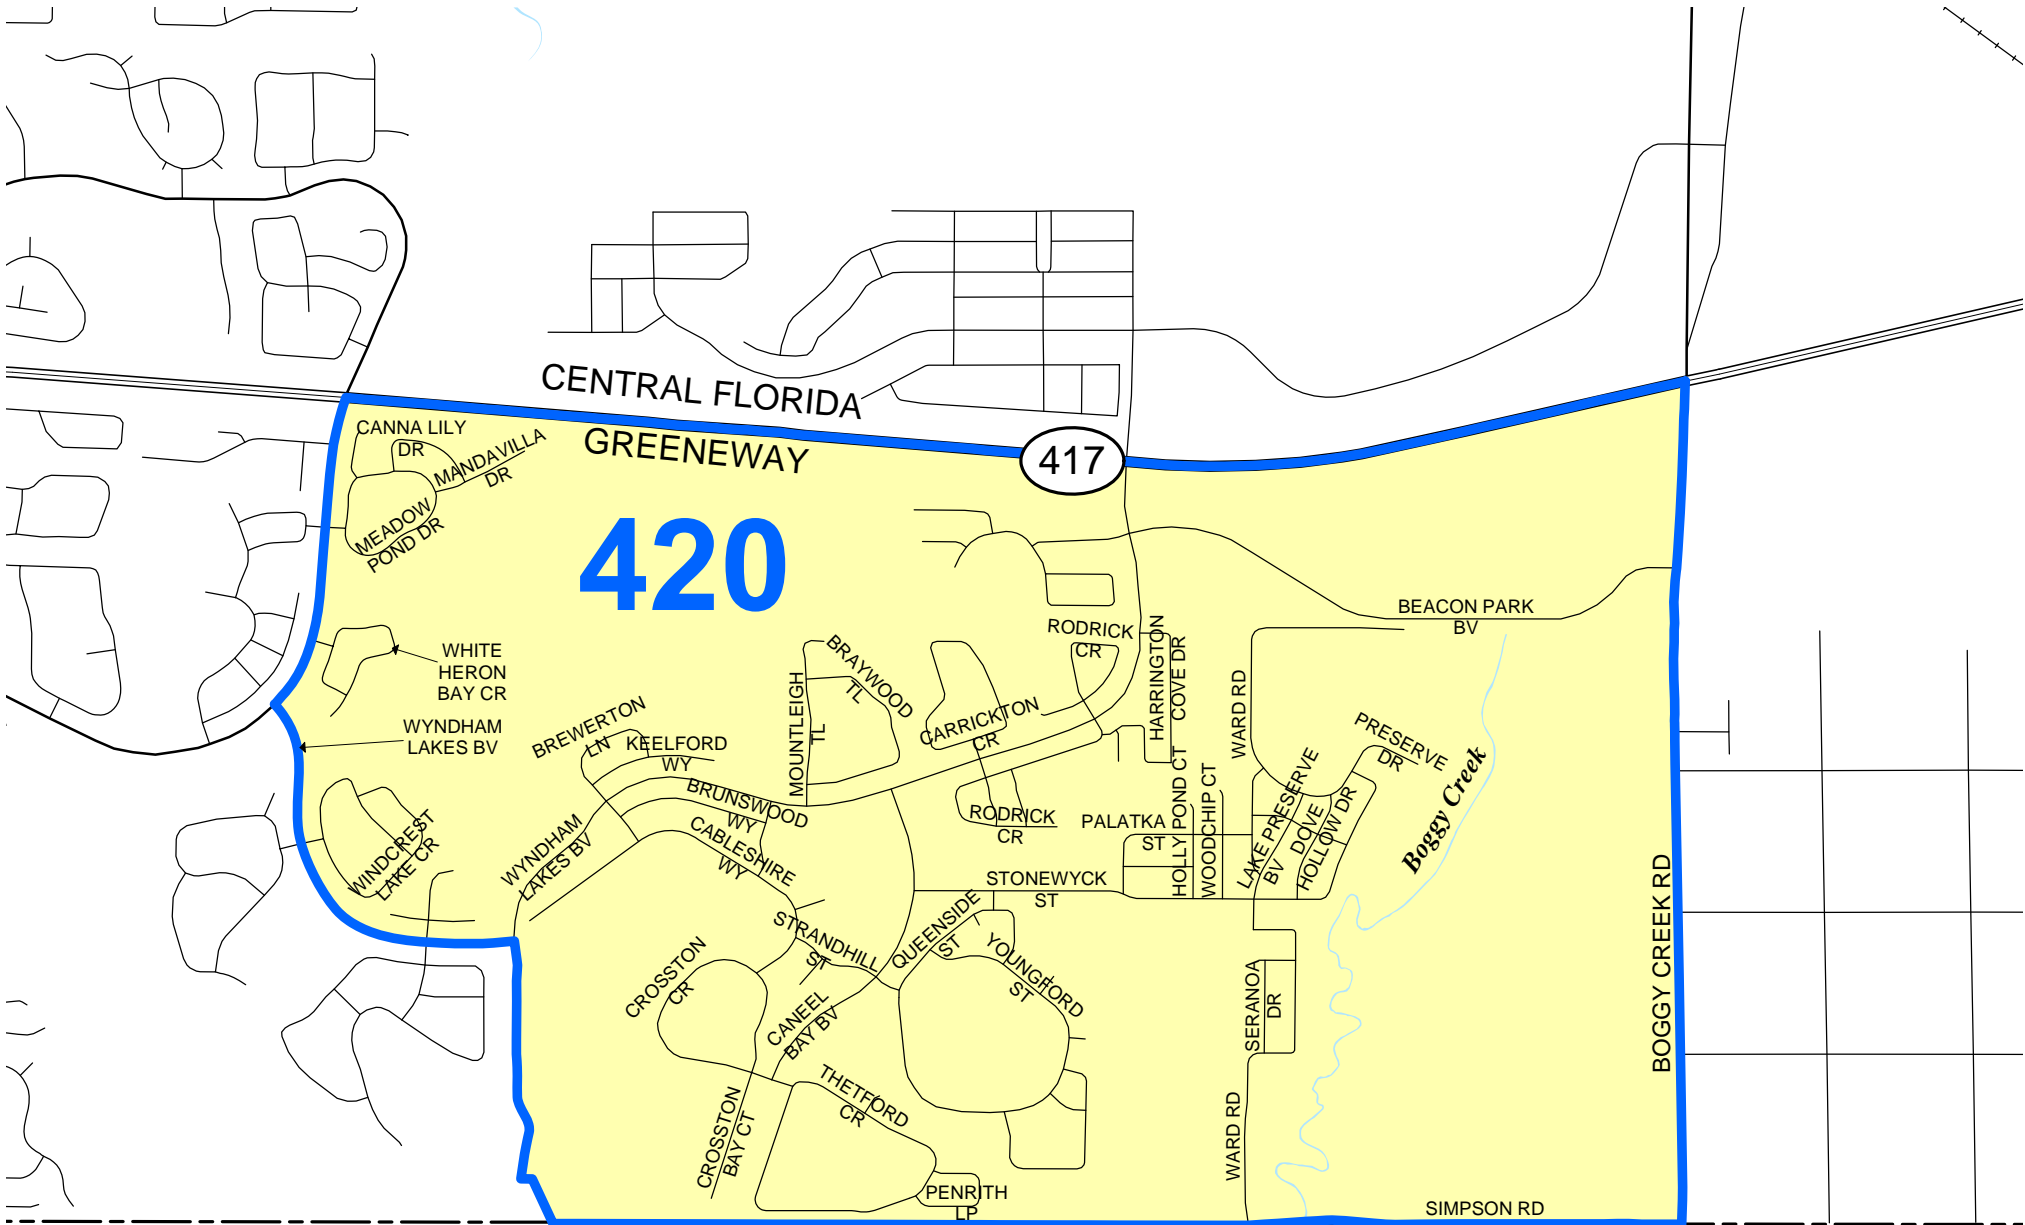 CENTRAL FLORIDA
GREENEWAY
417
CANNA LILY
DR
MANDAVILLA
DR
MEADOW
POND DR
420
WHITE
HERON
BAY CR
WYNDHAM
LAKES BV
BEACON PARK
BV
RODRICK
CR
HARRINGTON
COVE DR
WARD RD
BRAYWOOD
TL
MOUNTLEIGH
TL
CARRICKTON
CR
BREWERTON
LN
KEELFORD
WY
BRUNSWOOD
WY
CABLESHIRE
WY
WYNDHAM
LAKES BV
WINDCREST
LAKE CR
RODRICK
CR
PALATKA
ST
HOLLY POND CT
WOODCHIP CT
LAKE PRESERVE
BV
DOVE
HOLLOW DR
PRESERVE
DR
Boggy Creek
STONEWYCK
ST
QUEENSIDE
ST
STRANDHILL
ST
YOUNGFORD
ST
CROSSTON
CR
CANEEL
BAY BV
SERANOA
DR
BOGGY CREEK RD
THETFORD
CR
CROSSTON
BAY CT
WARD RD
PENRITH
LP
SIMPSON RD